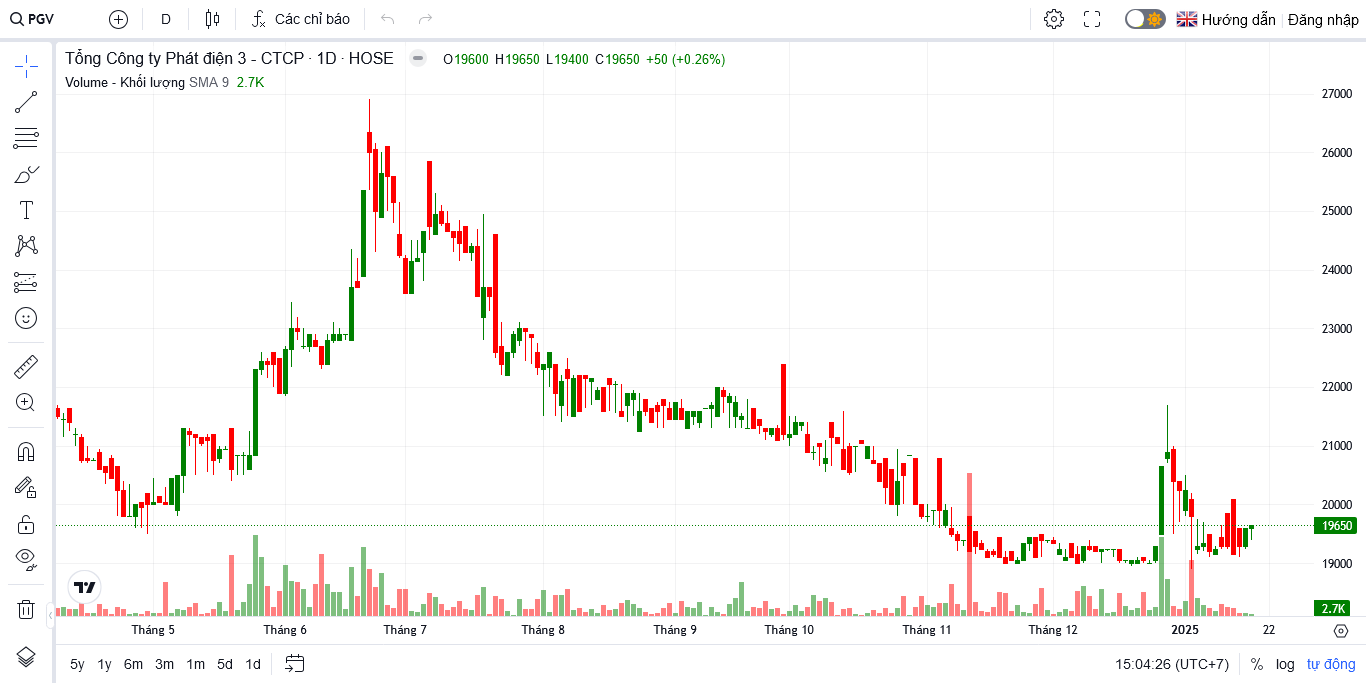 PGV D Các chỉ báo Hướng dẫn Đăng nhập
Tổng Công ty Phát điện 3 - CTCP · 1D · HOSE O19600 H19650 L19400 C19650 +50 (+0.26%)
Volume - Khối lượng SMA 9 2.7K
27000
26000
25000
24000
23000
22000
21000
20000
19650
19000
2.7K
Tháng 5 Tháng 6 Tháng 7 Tháng 8 Tháng 9 Tháng 10 Tháng 11 Tháng 12 2025 22
5y 1y 6m 3m 1m 5d 1d 15:04:26 (UTC+7) % log tự động